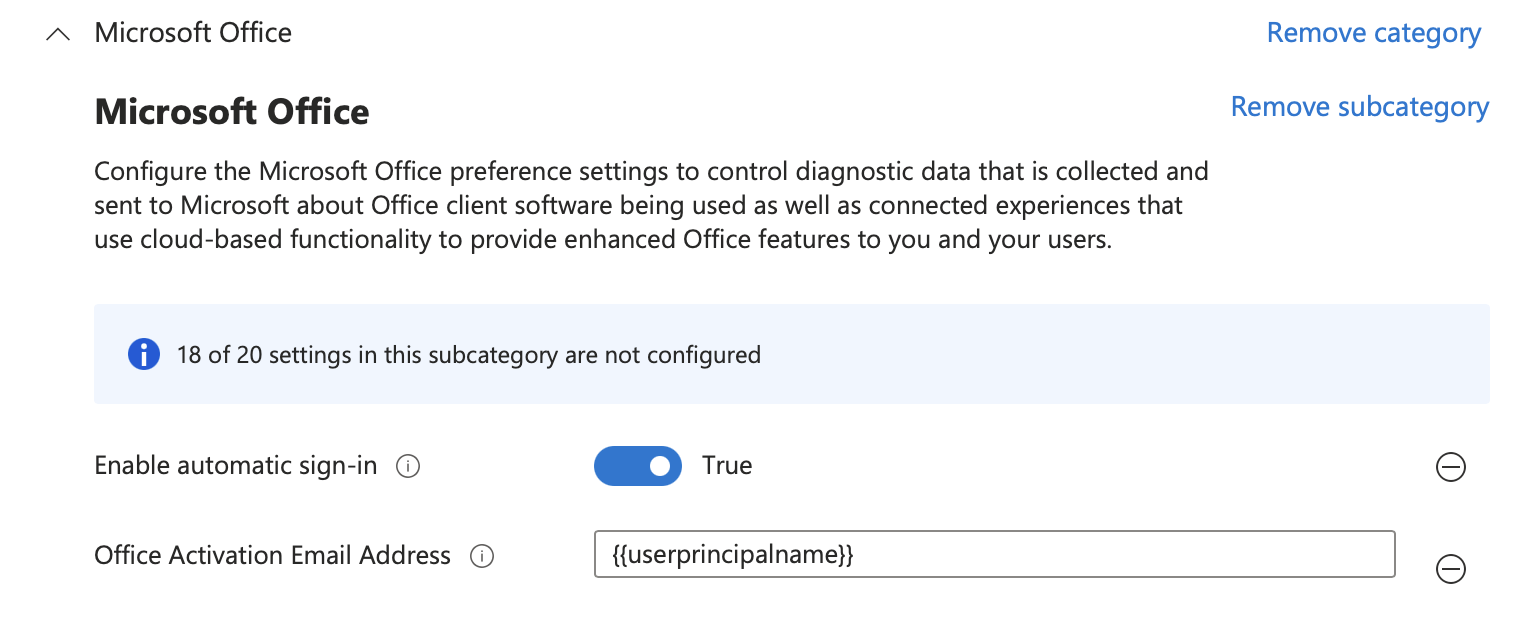 Microsoft Office
Remove category
Microsoft Office
Remove subcategory
Configure the Microsoft Office preference settings to control diagnostic data that is collected and
sent to Microsoft about Office client software being used as well as connected experiences that
use cloud-based functionality to provide enhanced Office features to you and your users.
18 of 20 settings in this subcategory are not configured
Enable automatic sign-in
True
Office Activation Email Address
{{userprincipalname}}